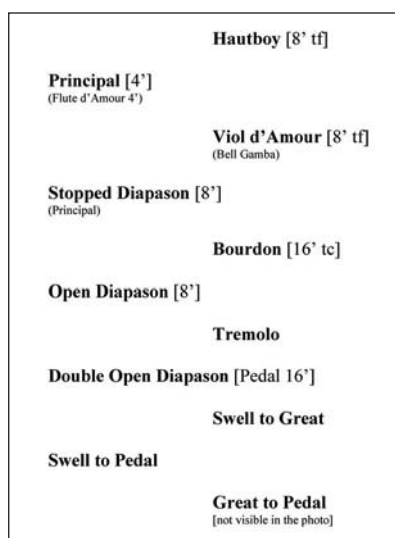 Hautboy [8’ tf]
Principal [4’]
(Flute d’Amour 4’)
Viol d’Amour [8’ tf]
(Bell Gamba)
Stopped Diapason [8’]
(Principal)
Bourdon [16’ tc]
Open Diapason [8’]
Tremolo
Double Open Diapason [Pedal 16’]
Swell to Great
Swell to Pedal
Great to Pedal
[not visible in the photo]